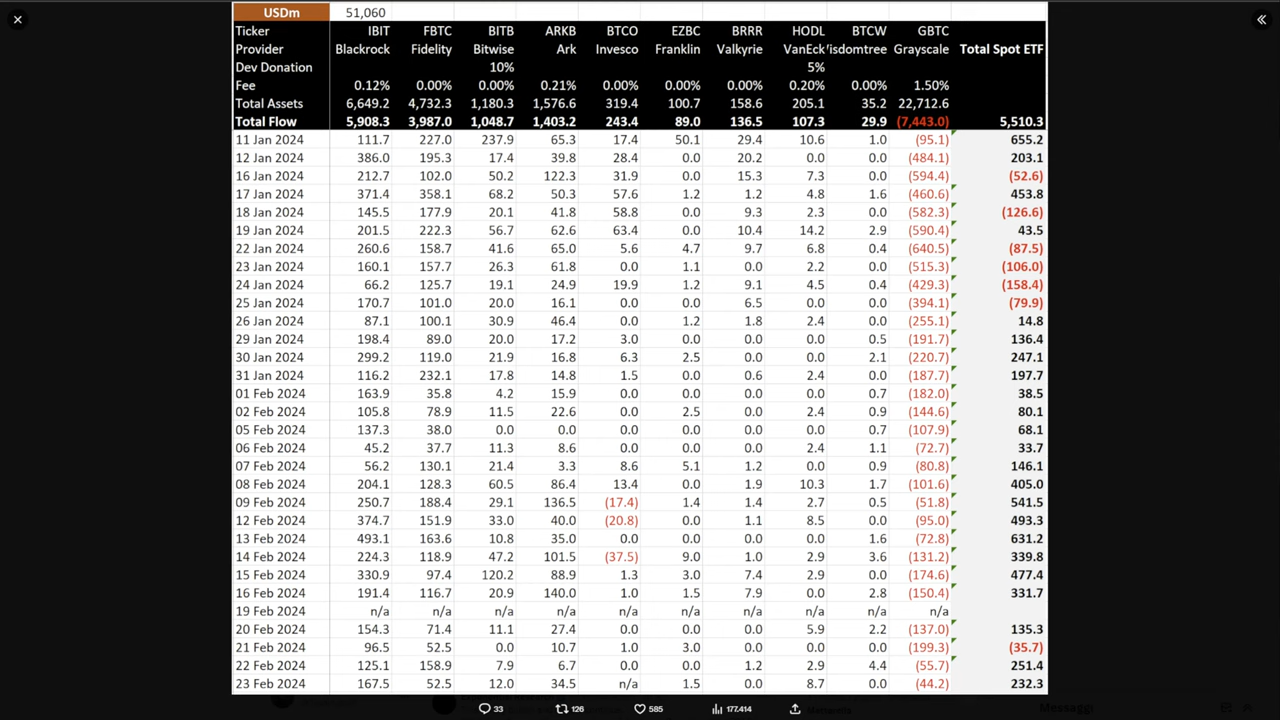 USDm 51,060
Ticker IBIT FBTC BITB ARKB BTCO EZBC BRRR HODL BTCW GBTC
Provider Blackrock Fidelity Bitwise Ark Invesco Franklin Valkyrie VanEck isdomtree Grayscale Total Spot ETF
Dev Donation 10% 5%
Fee 0.12% 0.00% 0.00% 0.21% 0.00% 0.00% 0.00% 0.20% 0.00% 1.50%
Total Assets 6,649.2 4,732.3 1,180.3 1,576.6 319.4 100.7 158.6 205.1 35.2 22,712.6
Total Flow 5,908.3 3,987.0 1,048.7 1,403.2 243.4 89.0 136.5 107.3 29.9 (7,443.0) 5,510.3
11 Jan 2024 111.7 227.0 237.9 65.3 17.4 50.1 29.4 10.6 1.0 (95.1) 655.2
12 Jan 2024 386.0 195.3 17.4 39.8 28.4 0.0 20.2 0.0 0.0 (484.1) 203.1
16 Jan 2024 212.7 102.0 50.2 122.3 31.9 0.0 15.3 7.3 0.0 (594.4) (52.6)
17 Jan 2024 371.4 358.1 68.2 50.3 57.6 1.2 1.2 4.8 1.6 (460.6) 453.8
18 Jan 2024 145.5 177.9 20.1 41.8 58.8 0.0 9.3 2.3 0.0 (582.3) (126.6)
19 Jan 2024 201.5 222.3 56.7 62.6 63.4 0.0 10.4 14.2 2.9 (590.4) 43.5
22 Jan 2024 260.6 158.7 41.6 65.0 5.6 4.7 9.7 6.8 0.4 (640.5) (87.5)
23 Jan 2024 160.1 157.7 26.3 61.8 0.0 1.1 0.0 2.2 0.0 (515.3) (106.0)
24 Jan 2024 66.2 125.7 19.1 24.9 19.9 1.2 9.1 4.5 0.4 (429.3) (158.4)
25 Jan 2024 170.7 101.0 20.0 16.1 0.0 0.0 6.5 0.0 0.0 (394.1) (79.9)
26 Jan 2024 87.1 100.1 30.9 46.4 0.0 1.2 1.8 2.4 0.0 (255.1) 14.8
29 Jan 2024 198.4 89.0 20.0 17.2 3.0 0.0 0.0 0.0 0.5 (191.7) 136.4
30 Jan 2024 299.2 119.0 21.9 16.8 6.3 2.5 0.0 0.0 2.1 (220.7) 247.1
31 Jan 2024 116.2 232.1 17.8 14.8 1.5 0.0 0.6 2.4 0.0 (187.7) 197.7
01 Feb 2024 163.9 35.8 4.2 15.9 0.0 0.0 0.0 0.0 0.7 (182.0) 38.5
02 Feb 2024 105.8 78.9 11.5 22.6 0.0 2.5 0.0 2.4 0.9 (144.6) 80.1
05 Feb 2024 137.3 38.0 0.0 0.0 0.0 0.0 0.0 0.0 0.7 (107.9) 68.1
06 Feb 2024 45.2 37.7 11.3 8.6 0.0 0.0 0.0 2.4 1.1 (72.7) 33.7
07 Feb 2024 56.2 130.1 21.4 3.3 8.6 5.1 1.2 0.0 0.9 (80.8) 146.1
08 Feb 2024 204.1 128.3 60.5 86.4 13.4 0.0 1.9 10.3 1.7 (101.6) 405.0
09 Feb 2024 250.7 188.4 29.1 136.5 (17.4) 1.4 1.4 2.7 0.5 (51.8) 541.5
12 Feb 2024 374.7 151.9 33.0 40.0 (20.8) 0.0 1.1 8.5 0.0 (95.0) 493.3
13 Feb 2024 493.1 163.6 10.8 35.0 0.0 0.0 0.0 0.0 1.6 (72.8) 631.2
14 Feb 2024 224.3 118.9 47.2 101.5 (37.5) 9.0 1.0 2.9 3.6 (131.2) 339.8
15 Feb 2024 330.9 97.4 120.2 88.9 1.3 3.0 7.4 2.9 0.0 (174.6) 477.4
16 Feb 2024 191.4 116.7 20.9 140.0 1.0 1.5 7.9 0.0 2.8 (150.4) 331.7
19 Feb 2024 n/a n/a n/a n/a n/a n/a n/a n/a n/a n/a
20 Feb 2024 154.3 71.4 11.1 27.4 0.0 0.0 0.0 5.9 2.2 (137.0) 135.3
21 Feb 2024 96.5 52.5 0.0 10.7 1.0 3.0 0.0 0.0 0.0 (199.3) (35.7)
22 Feb 2024 125.1 158.9 7.9 6.7 0.0 0.0 1.2 2.9 4.4 (55.7) 251.4
23 Feb 2024 167.5 52.5 12.0 34.5 n/a 1.5 0.0 8.7 0.0 (44.2) 232.3
33 126 585 177.414
Messaggi